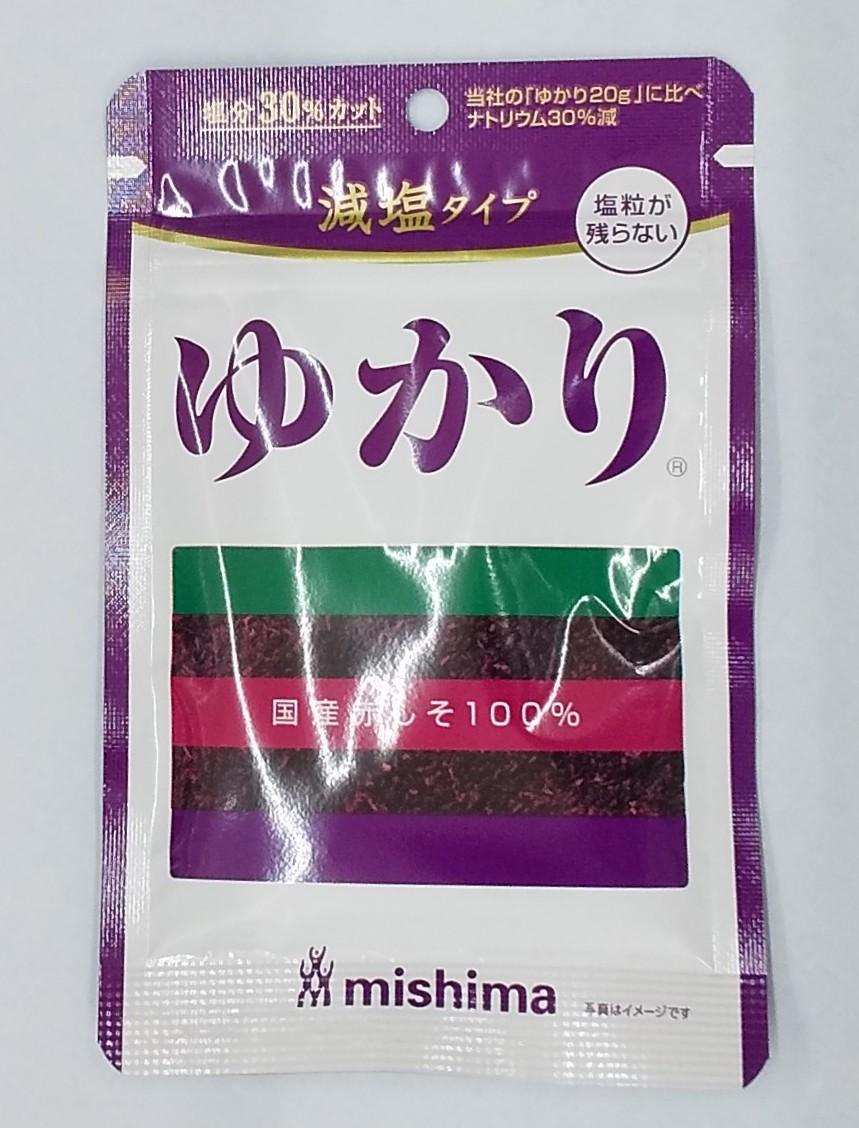 塩分30%カット
当社の「ゆかり20g」に比べ
ナトリウム30%減
減塩タイプ
塩粒が
残らない
ゆかり®
国産赤しそ100%
mishima
写真はイメージです